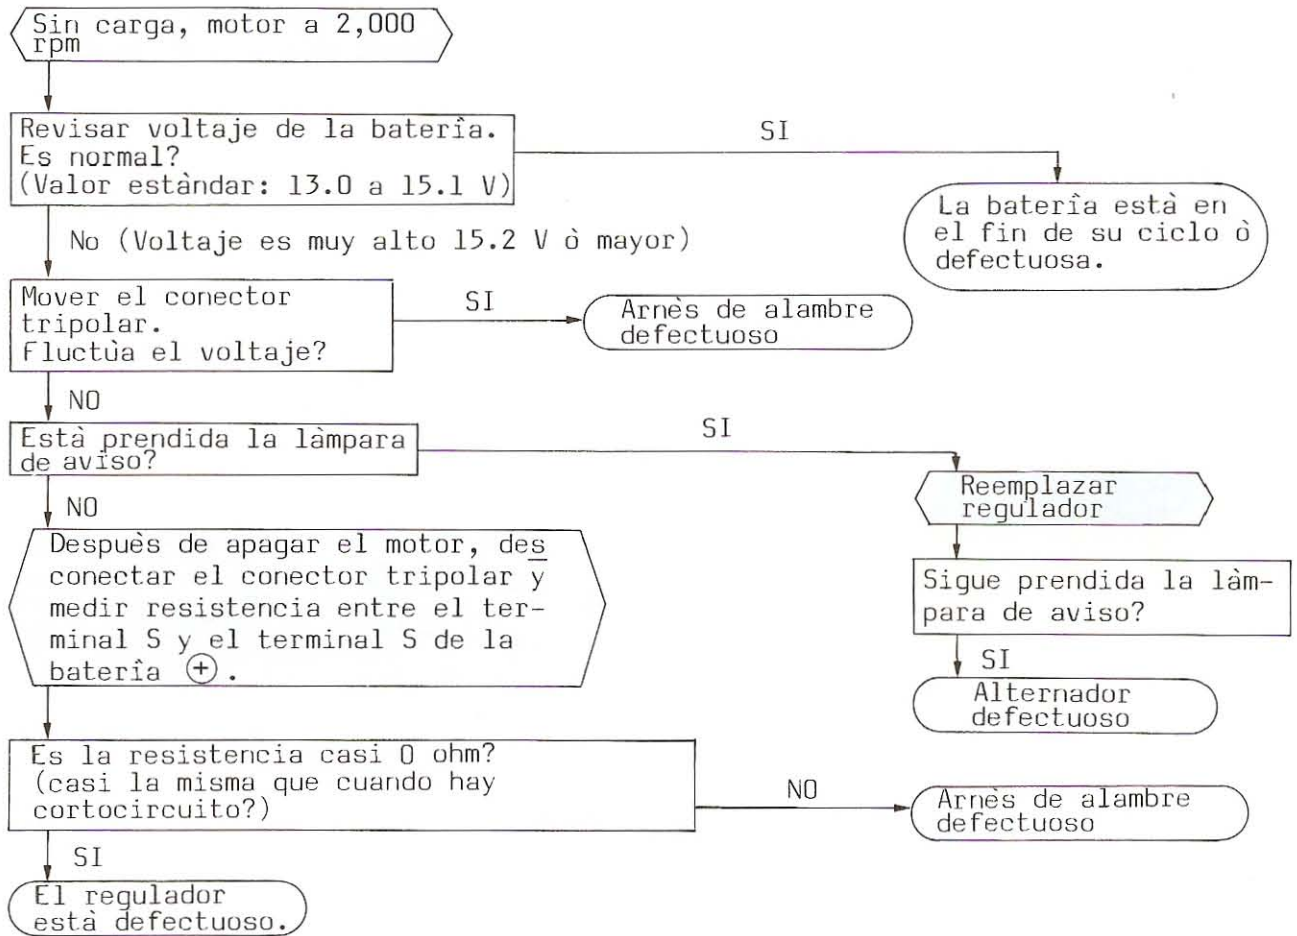 Sin carga, motor a 2,000
rpm
Revisar voltaje de la baterîa.
Es normal?
(Valor estàndar: 13.0 a 15.1 V)
SI
La baterîa està en
el fin de su ciclo ò
defectuosa.
No (Voltaje es muy alto 15.2 V ò mayor)
Mover el conector
tripolar.
Fluctùa el voltaje?
SI
Arnès de alambre
defectuoso
NO
Està prendida la làmpara
de aviso?
SI
Reemplazar
regulador
Sigue prendida la làm-
para de aviso?
SI
Alternador
defectuoso
NO
Despuès de apagar el motor, des
conectar el conector tripolar y
medir resistencia entre el ter-
minal S y el terminal S de la
baterîa ⊕.
Es la resistencia casi 0 ohm?
(casi la misma que cuando hay
cortocircuito?)
NO
Arnès de alambre
defectuoso
SI
El regulador
està defectuoso.